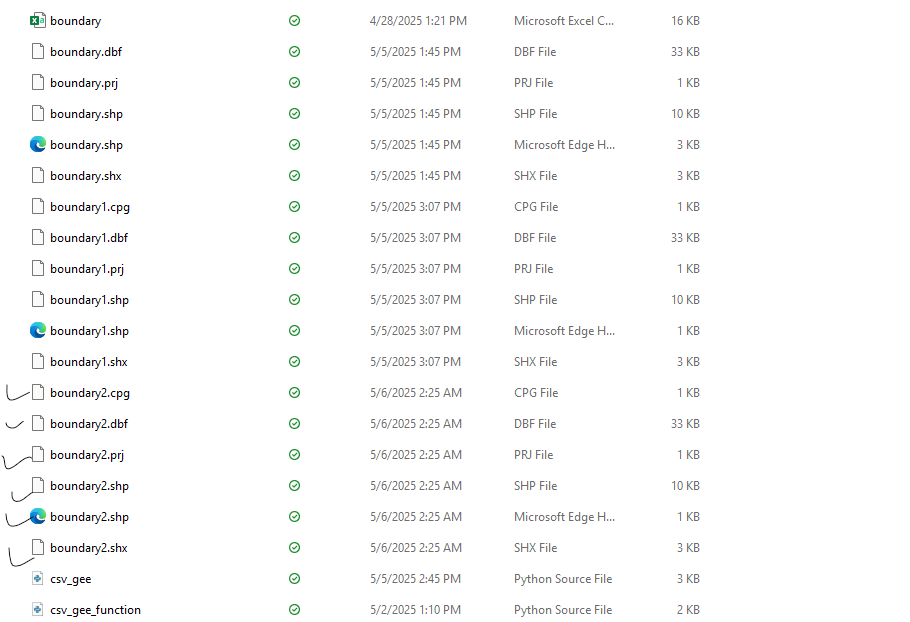 boundary 4/28/2025 1:21 PM Microsoft Excel C... 16 KB
boundary.dbf 5/5/2025 1:45 PM DBF File 33 KB
boundary.prj 5/5/2025 1:45 PM PRJ File 1 KB
boundary.shp 5/5/2025 1:45 PM SHP File 10 KB
boundary.shp 5/5/2025 1:45 PM Microsoft Edge H... 3 KB
boundary.shx 5/5/2025 1:45 PM SHX File 3 KB
boundary1.cpg 5/5/2025 3:07 PM CPG File 1 KB
boundary1.dbf 5/5/2025 3:07 PM DBF File 33 KB
boundary1.prj 5/5/2025 3:07 PM PRJ File 1 KB
boundary1.shp 5/5/2025 3:07 PM SHP File 10 KB
boundary1.shp 5/5/2025 3:07 PM Microsoft Edge H... 1 KB
boundary1.shx 5/5/2025 3:07 PM SHX File 3 KB
boundary2.cpg 5/6/2025 2:25 AM CPG File 1 KB
boundary2.dbf 5/6/2025 2:25 AM DBF File 33 KB
boundary2.prj 5/6/2025 2:25 AM PRJ File 1 KB
boundary2.shp 5/6/2025 2:25 AM SHP File 10 KB
boundary2.shp 5/6/2025 2:25 AM Microsoft Edge H... 1 KB
boundary2.shx 5/6/2025 2:25 AM SHX File 3 KB
csv_gee 5/5/2025 2:45 PM Python Source File 3 KB
csv_gee_function 5/2/2025 1:10 PM Python Source File 2 KB